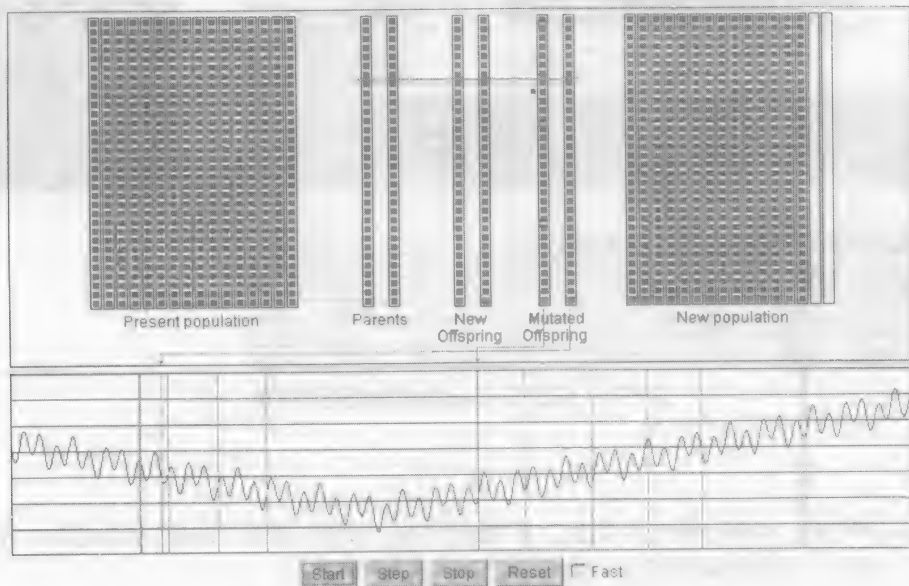 Present population
Parents
New Offspring
Mutated Offspring
New population
Start Step Stop Reset Fast